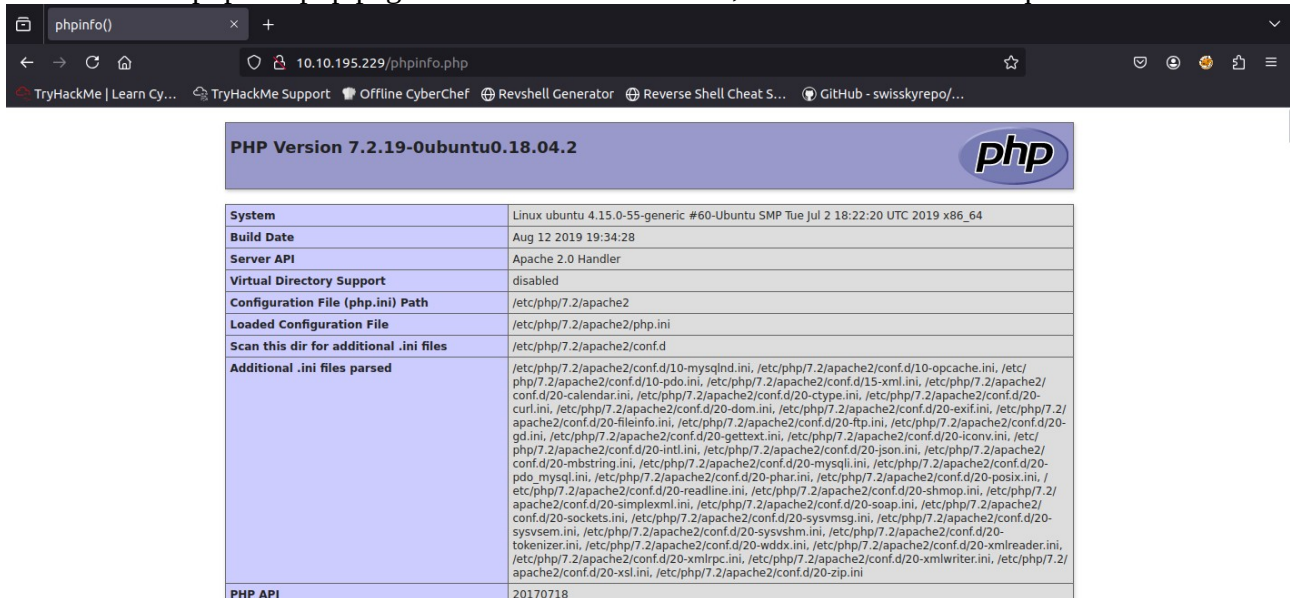 phpinfo()
10.10.195.229/phpinfo.php
TryHackMe | Learn Cy... TryHackMe Support Offline CyberChef Revshell Generator Reverse Shell Cheat S... GitHub - swisskyrepo/...
PHP Version 7.2.19-0ubuntu0.18.04.2
php
System Linux ubuntu 4.15.0-55-generic #60-Ubuntu SMP Tue Jul 2 18:22:20 UTC 2019 x86_64
Build Date Aug 12 2019 19:34:28
Server API Apache 2.0 Handler
Virtual Directory Support disabled
Configuration File (php.ini) Path /etc/php/7.2/apache2
Loaded Configuration File /etc/php/7.2/apache2/php.ini
Scan this dir for additional .ini files /etc/php/7.2/apache2/conf.d
Additional .ini files parsed /etc/php/7.2/apache2/conf.d/10-mysqlnd.ini, /etc/php/7.2/apache2/conf.d/10-opcache.ini, /etc/
php/7.2/apache2/conf.d/10-pdo.ini, /etc/php/7.2/apache2/conf.d/15-xml.ini, /etc/php/7.2/apache2/
conf.d/20-calendar.ini, /etc/php/7.2/apache2/conf.d/20-ctype.ini, /etc/php/7.2/apache2/conf.d/20-
curl.ini, /etc/php/7.2/apache2/conf.d/20-dom.ini, /etc/php/7.2/apache2/conf.d/20-exif.ini, /etc/php/7.2/
apache2/conf.d/20-fileinfo.ini, /etc/php/7.2/apache2/conf.d/20-ftp.ini, /etc/php/7.2/apache2/conf.d/20-
gd.ini, /etc/php/7.2/apache2/conf.d/20-gettext.ini, /etc/php/7.2/apache2/conf.d/20-iconv.ini, /etc/
php/7.2/apache2/conf.d/20-intl.ini, /etc/php/7.2/apache2/conf.d/20-json.ini, /etc/php/7.2/apache2/
conf.d/20-mbstring.ini, /etc/php/7.2/apache2/conf.d/20-mysqli.ini, /etc/php/7.2/apache2/conf.d/20-
pdo_mysql.ini, /etc/php/7.2/apache2/conf.d/20-phar.ini, /etc/php/7.2/apache2/conf.d/20-posix.ini, /
etc/php/7.2/apache2/conf.d/20-readline.ini, /etc/php/7.2/apache2/conf.d/20-shmop.ini, /etc/php/7.2/
apache2/conf.d/20-simplexml.ini, /etc/php/7.2/apache2/conf.d/20-soap.ini, /etc/php/7.2/apache2/
conf.d/20-sockets.ini, /etc/php/7.2/apache2/conf.d/20-sysvmsg.ini, /etc/php/7.2/apache2/conf.d/20-
sysvsem.ini, /etc/php/7.2/apache2/conf.d/20-sysvshm.ini, /etc/php/7.2/apache2/conf.d/20-
tokenizer.ini, /etc/php/7.2/apache2/conf.d/20-wddx.ini, /etc/php/7.2/apache2/conf.d/20-xmlreader.ini,
/etc/php/7.2/apache2/conf.d/20-xmlrpc.ini, /etc/php/7.2/apache2/conf.d/20-xmlwriter.ini, /etc/php/7.2/
apache2/conf.d/20-xsl.ini, /etc/php/7.2/apache2/conf.d/20-zip.ini
PHP API 20170718